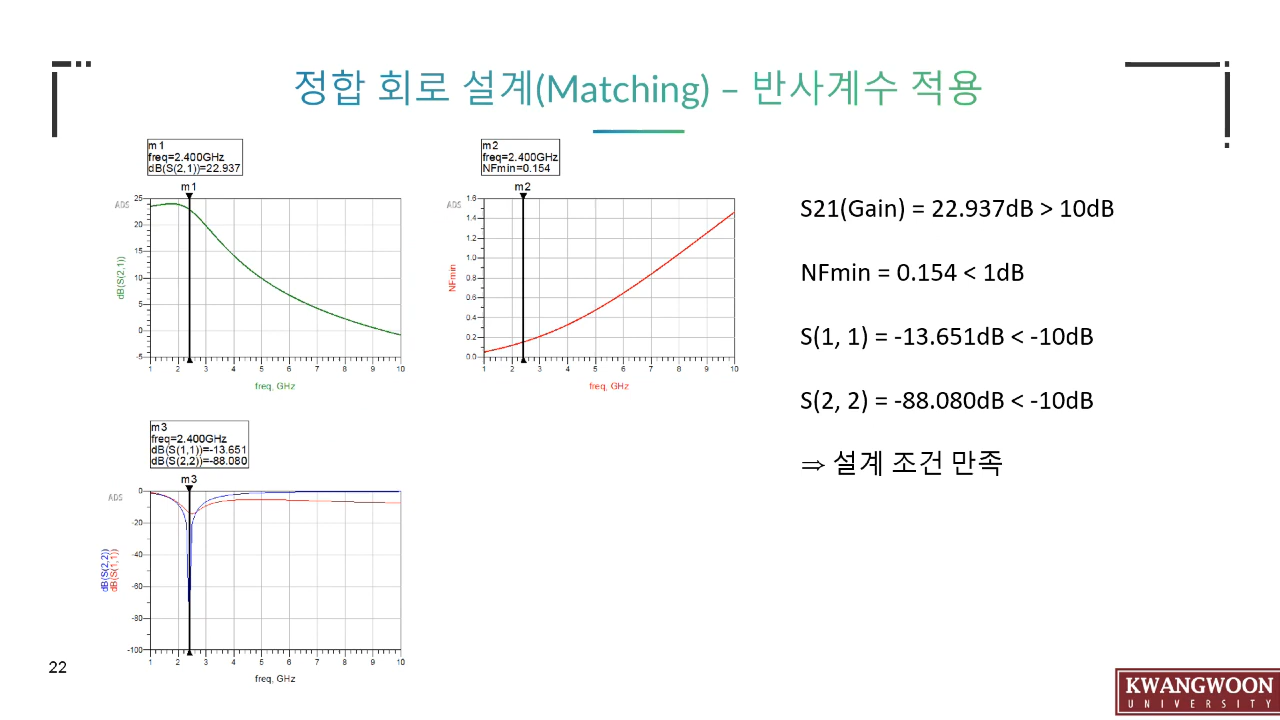 정합 회로 설계(Matching) – 반사계수 적용
m1
freq=2.400GHz
dB(S(2,1))=22.937
m1
ADS
25
20
15
10
5
0
-5
dB(S(2,1))
1 2 3 4 5 6 7 8 9 10
freq, GHz
m2
freq=2.400GHz
NFmin=0.154
m2
ADS
1.6
1.4
1.2
1.0
0.8
0.6
0.4
0.2
0.0
NFmin
1 2 3 4 5 6 7 8 9 10
freq, GHz
S21(Gain) = 22.937dB > 10dB
NFmin = 0.154 < 1dB
S(1, 1) = -13.651dB < -10dB
S(2, 2) = -88.080dB < -10dB
⇒ 설계 조건 만족
m3
freq=2.400GHz
dB(S(1,1))=-13.651
dB(S(2,2))=-88.080
m3
ADS
0
-20
-40
-60
-80
-100
dB(S(2,2))
dB(S(1,1))
1 2 3 4 5 6 7 8 9 10
freq, GHz
22
KWANGWOON
UNIVERSITY